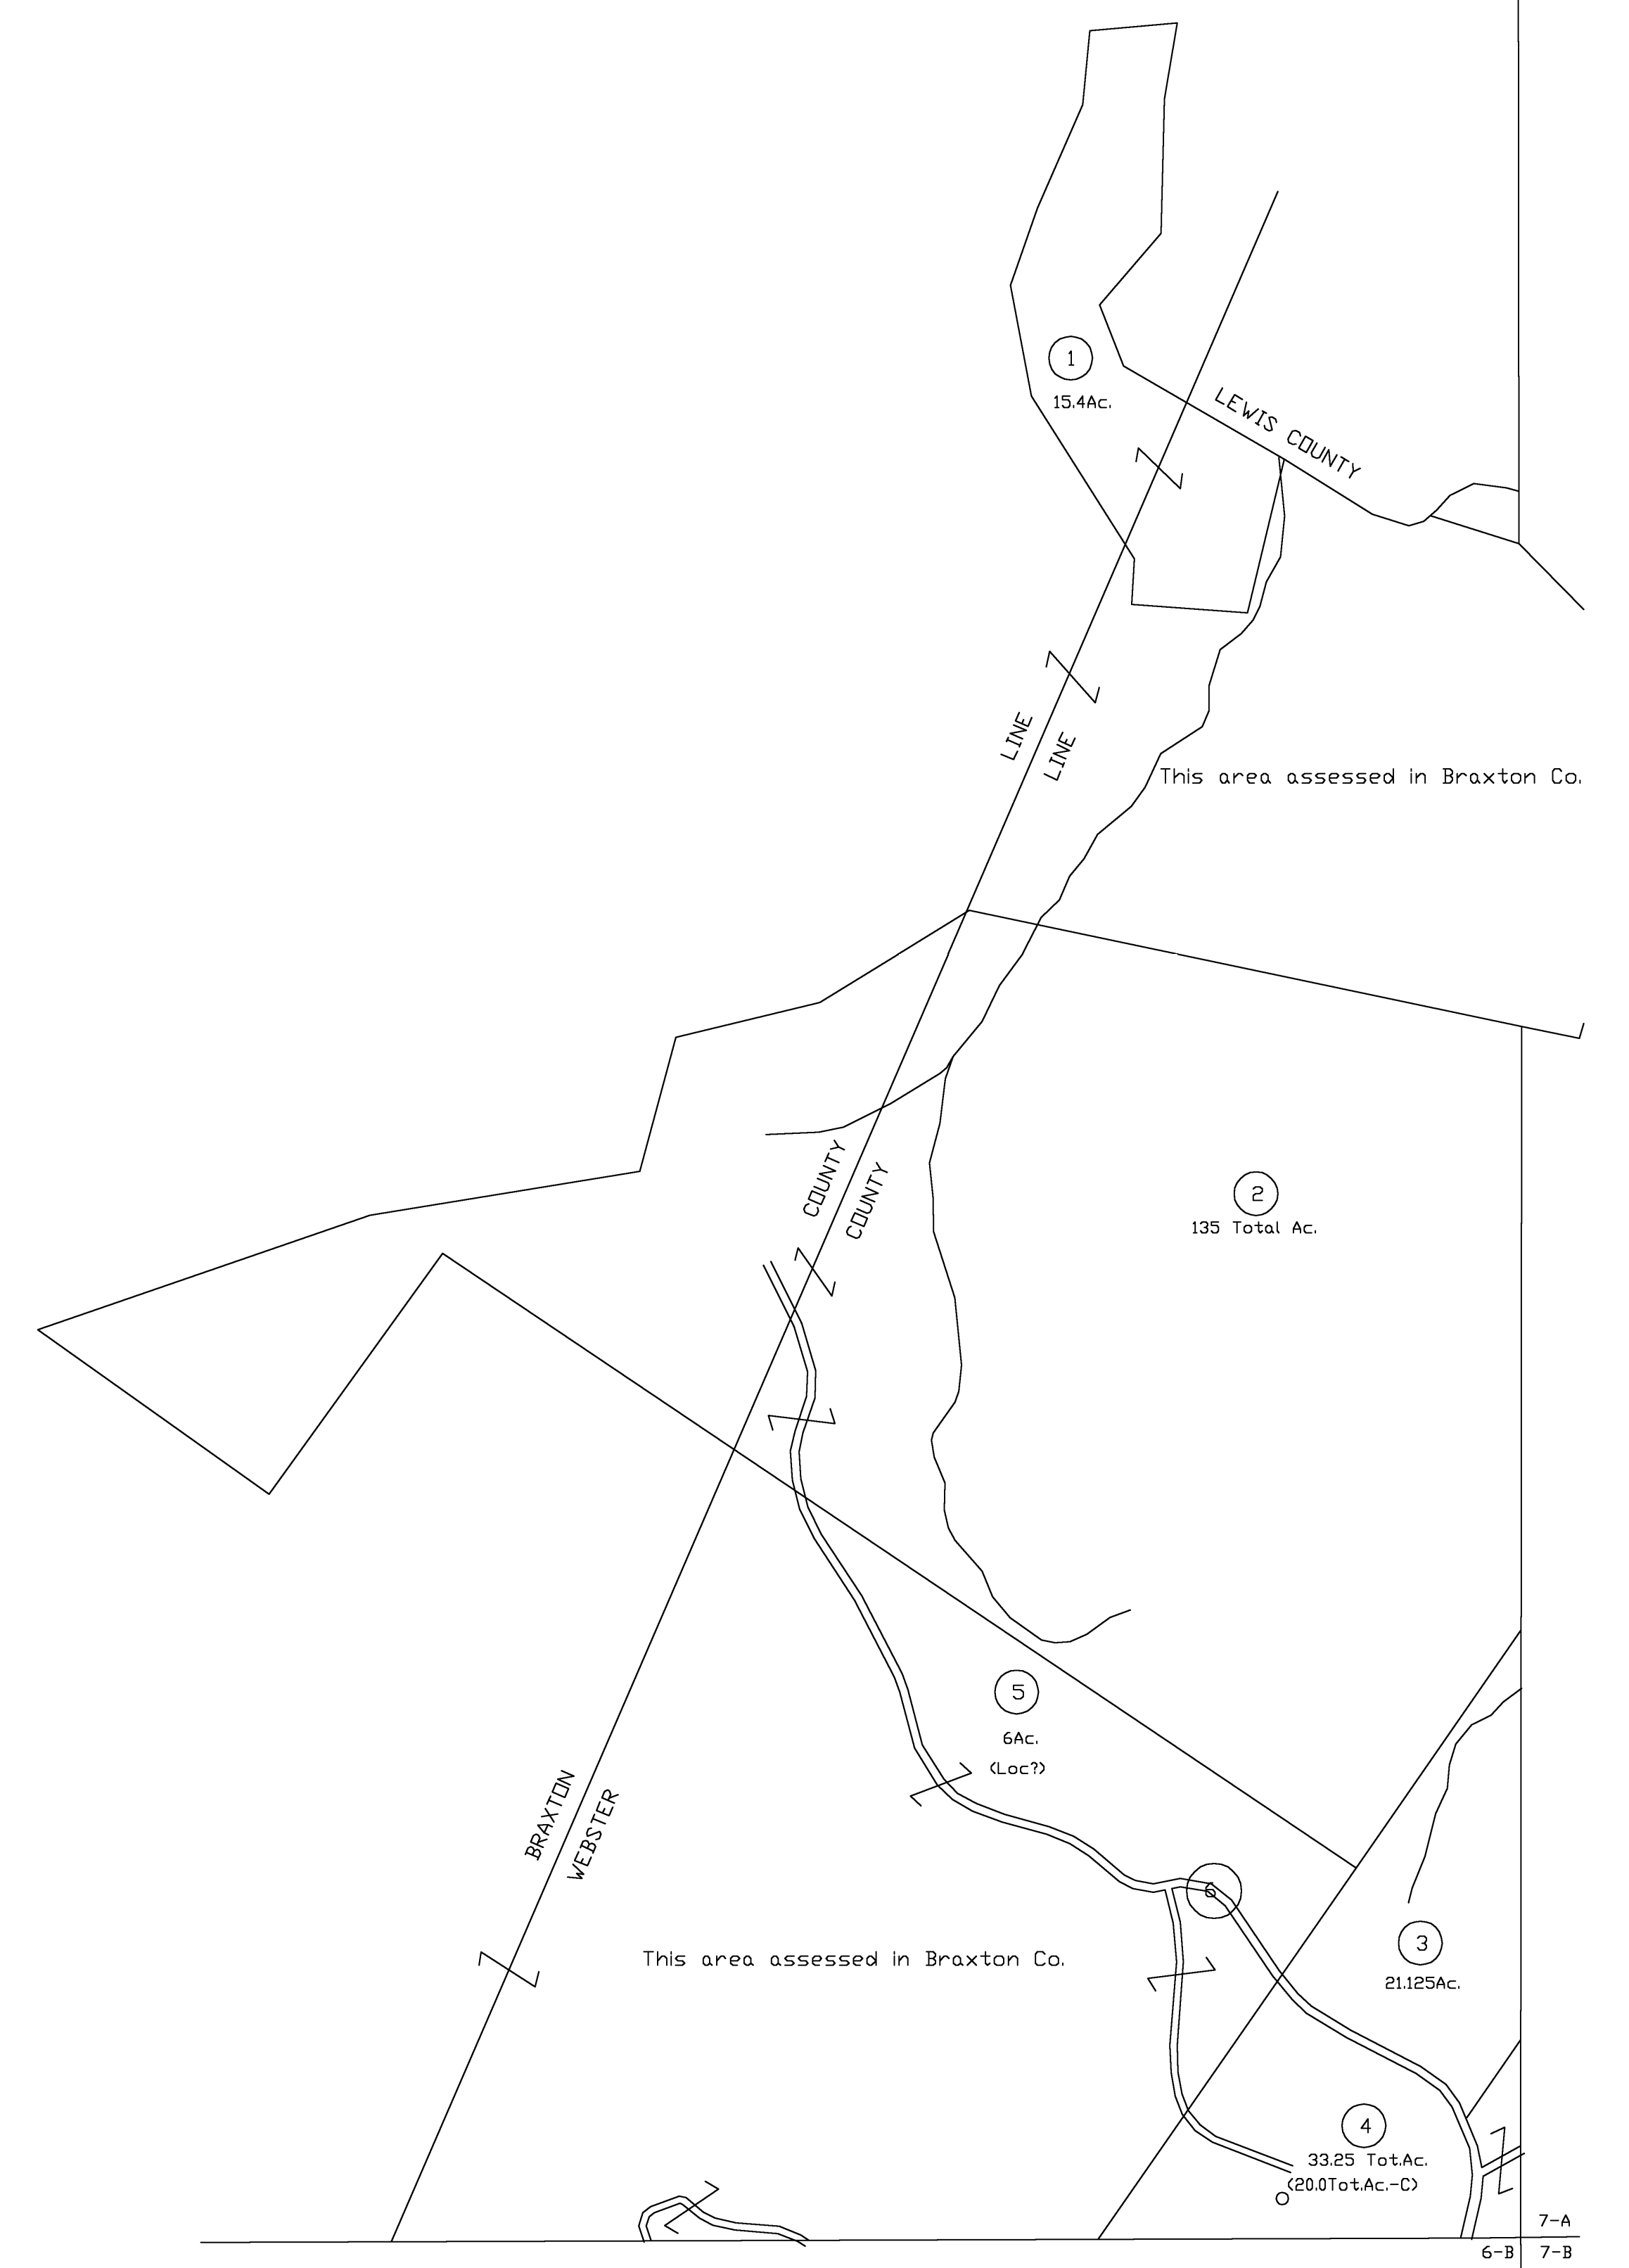 1
15.4Ac.
LEWIS COUNTY
LINE
LINE
This area assessed in Braxton Co.
COUNTY
COUNTY
2
135 Total Ac.
5
6Ac.
(Loc?)
BRAXTON
WEBSTER
6
3
21.125Ac.
This area assessed in Braxton Co.
4
33.25 Tot.Ac.
(20.0Tot.Ac.-C)
7-A
6-B
7-B